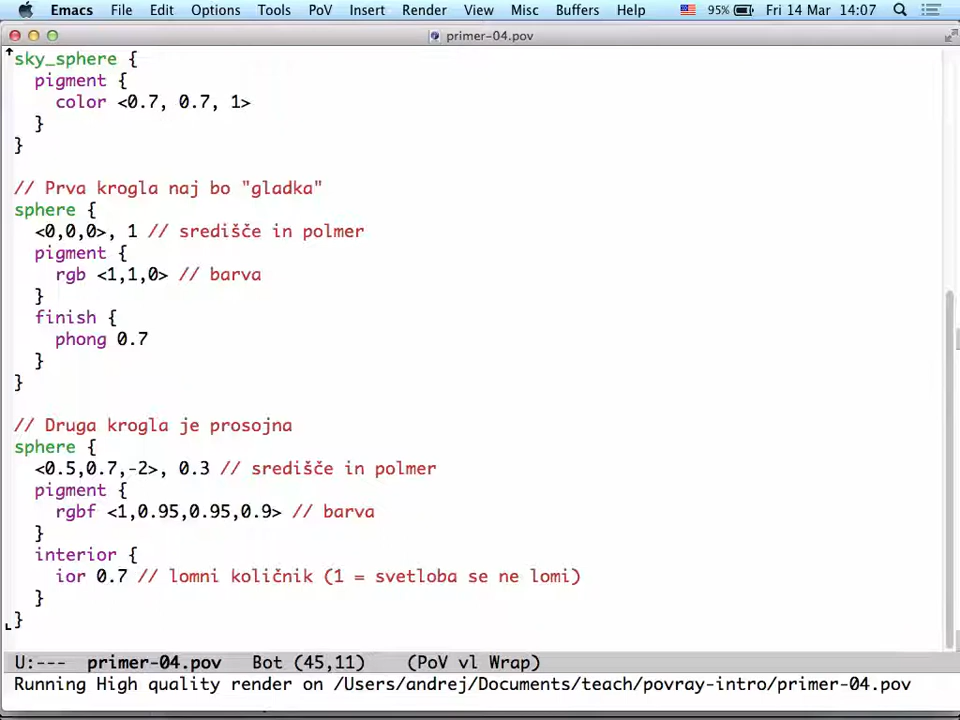 Emacs File Edit Options Tools PoV Insert Render View Misc Buffers Help 95% Fri 14 Mar 14:07
primer-04.pov
sky_sphere {
  pigment {
    color <0.7, 0.7, 1>
  }
}
// Prva krogla naj bo "gladka"
sphere {
  <0,0,0>, 1 // središče in polmer
  pigment {
    rgb <1,1,0> // barva
  }
  finish {
    phong 0.7
  }
}
// Druga krogla je prosojna
sphere {
  <0.5,0.7,-2>, 0.3 // središče in polmer
  pigment {
    rgbf <1,0.95,0.95,0.9> // barva
  }
  interior {
    ior 0.7 // lomni količnik (1 = svetloba se ne lomi)
  }
}
U:--- primer-04.pov Bot (45,11) (PoV vl Wrap)
Running High quality render on /Users/andrej/Documents/teach/povray-intro/primer-04.pov